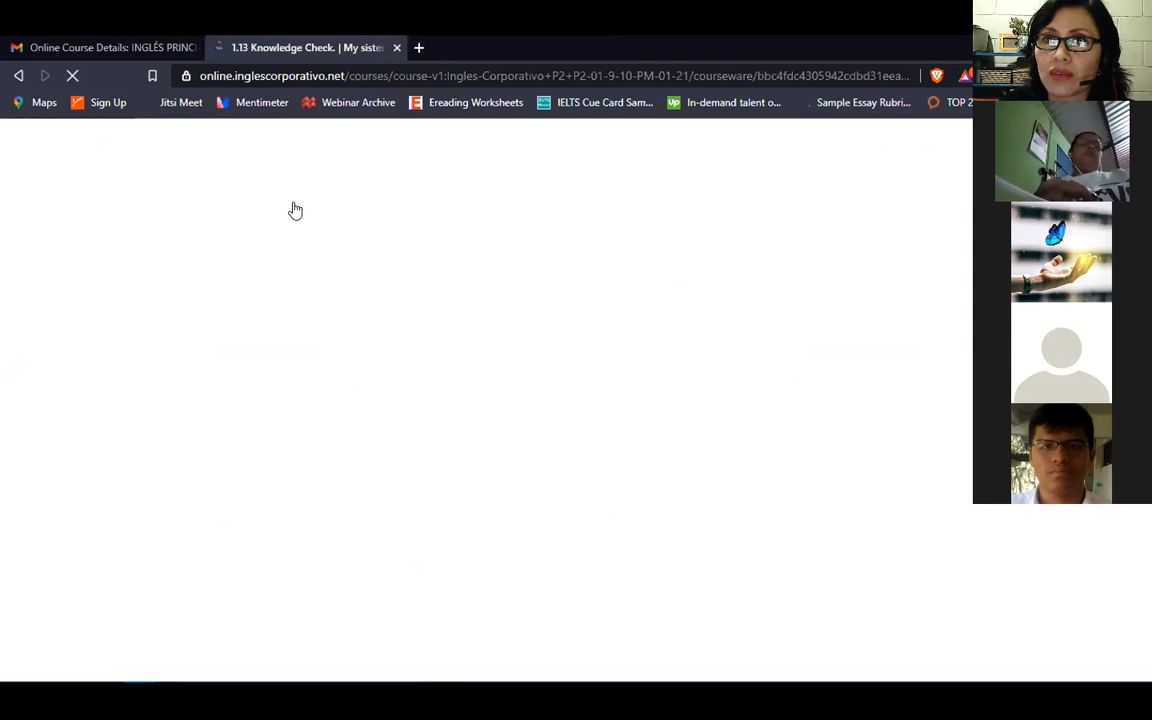 Online Course Details: INGLÉS PRINC
1.13 Knowledge Check. | My siste
online.inglescorporativo.net/courses/course-v1:Ingles-Corporativo+P2+P2-01-9-10-PM-01-21/courseware/bbc4fdc4305942cdbd31eea...
Maps
Sign Up
Jitsi Meet
Mentimeter
Webinar Archive
Ereading Worksheets
IELTS Cue Card Sam...
In-demand talent o...
Sample Essay Rubri...
TOP 2